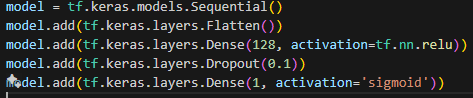 model = tf.keras.models.Sequential()
model.add(tf.keras.layers.Flatten())
model.add(tf.keras.layers.Dense(128, activation=tf.nn.relu))
model.add(tf.keras.layers.Dropout(0.1))
model.add(tf.keras.layers.Dense(1, activation='sigmoid'))